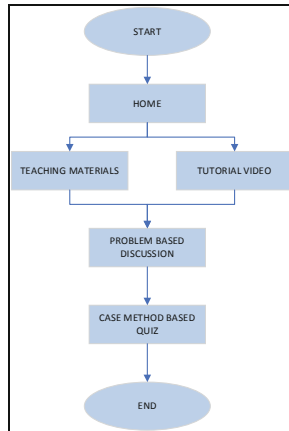 START
HOME
TEACHING MATERIALS
TUTORIAL VIDEO
PROBLEM BASED
DISCUSSION
CASE METHOD BASED
QUIZ
END